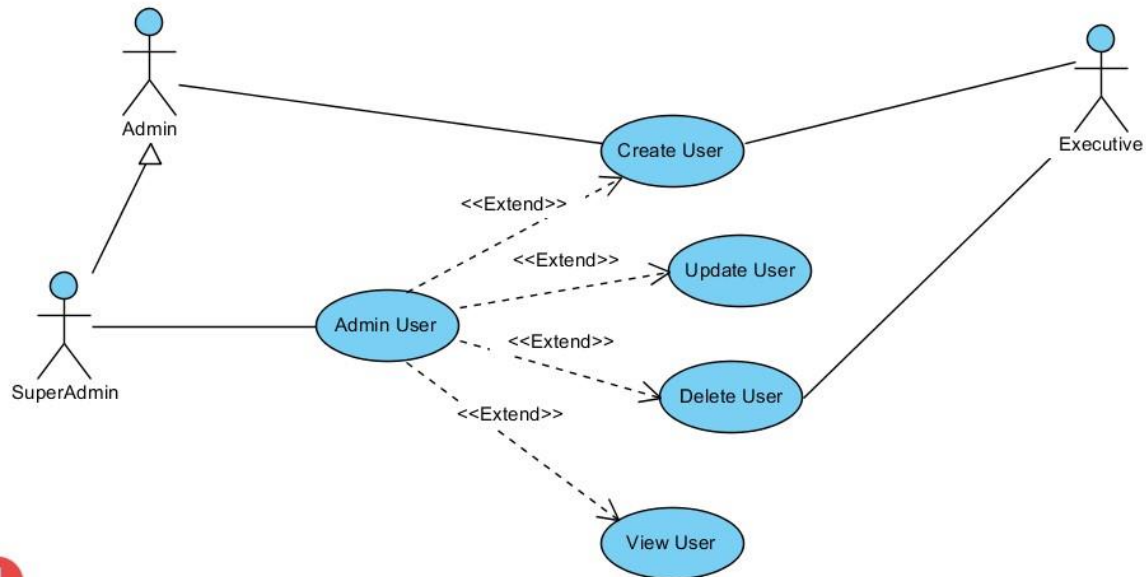 Admin
Executive
Create User
<<Extend>>
<<Extend>>
Update User
Admin User
<<Extend>>
SuperAdmin
Delete User
<<Extend>>
View User